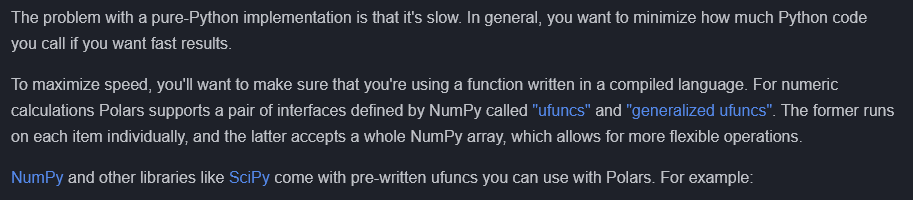 The problem with a pure-Python implementation is that it's slow. In general, you want to minimize how much Python code
you call if you want fast results.
To maximize speed, you'll want to make sure that you're using a function written in a compiled language. For numeric
calculations Polars supports a pair of interfaces defined by NumPy called "ufuncs" and "generalized ufuncs". The former runs
on each item individually, and the latter accepts a whole NumPy array, which allows for more flexible operations.
NumPy and other libraries like SciPy come with pre-written ufuncs you can use with Polars. For example: